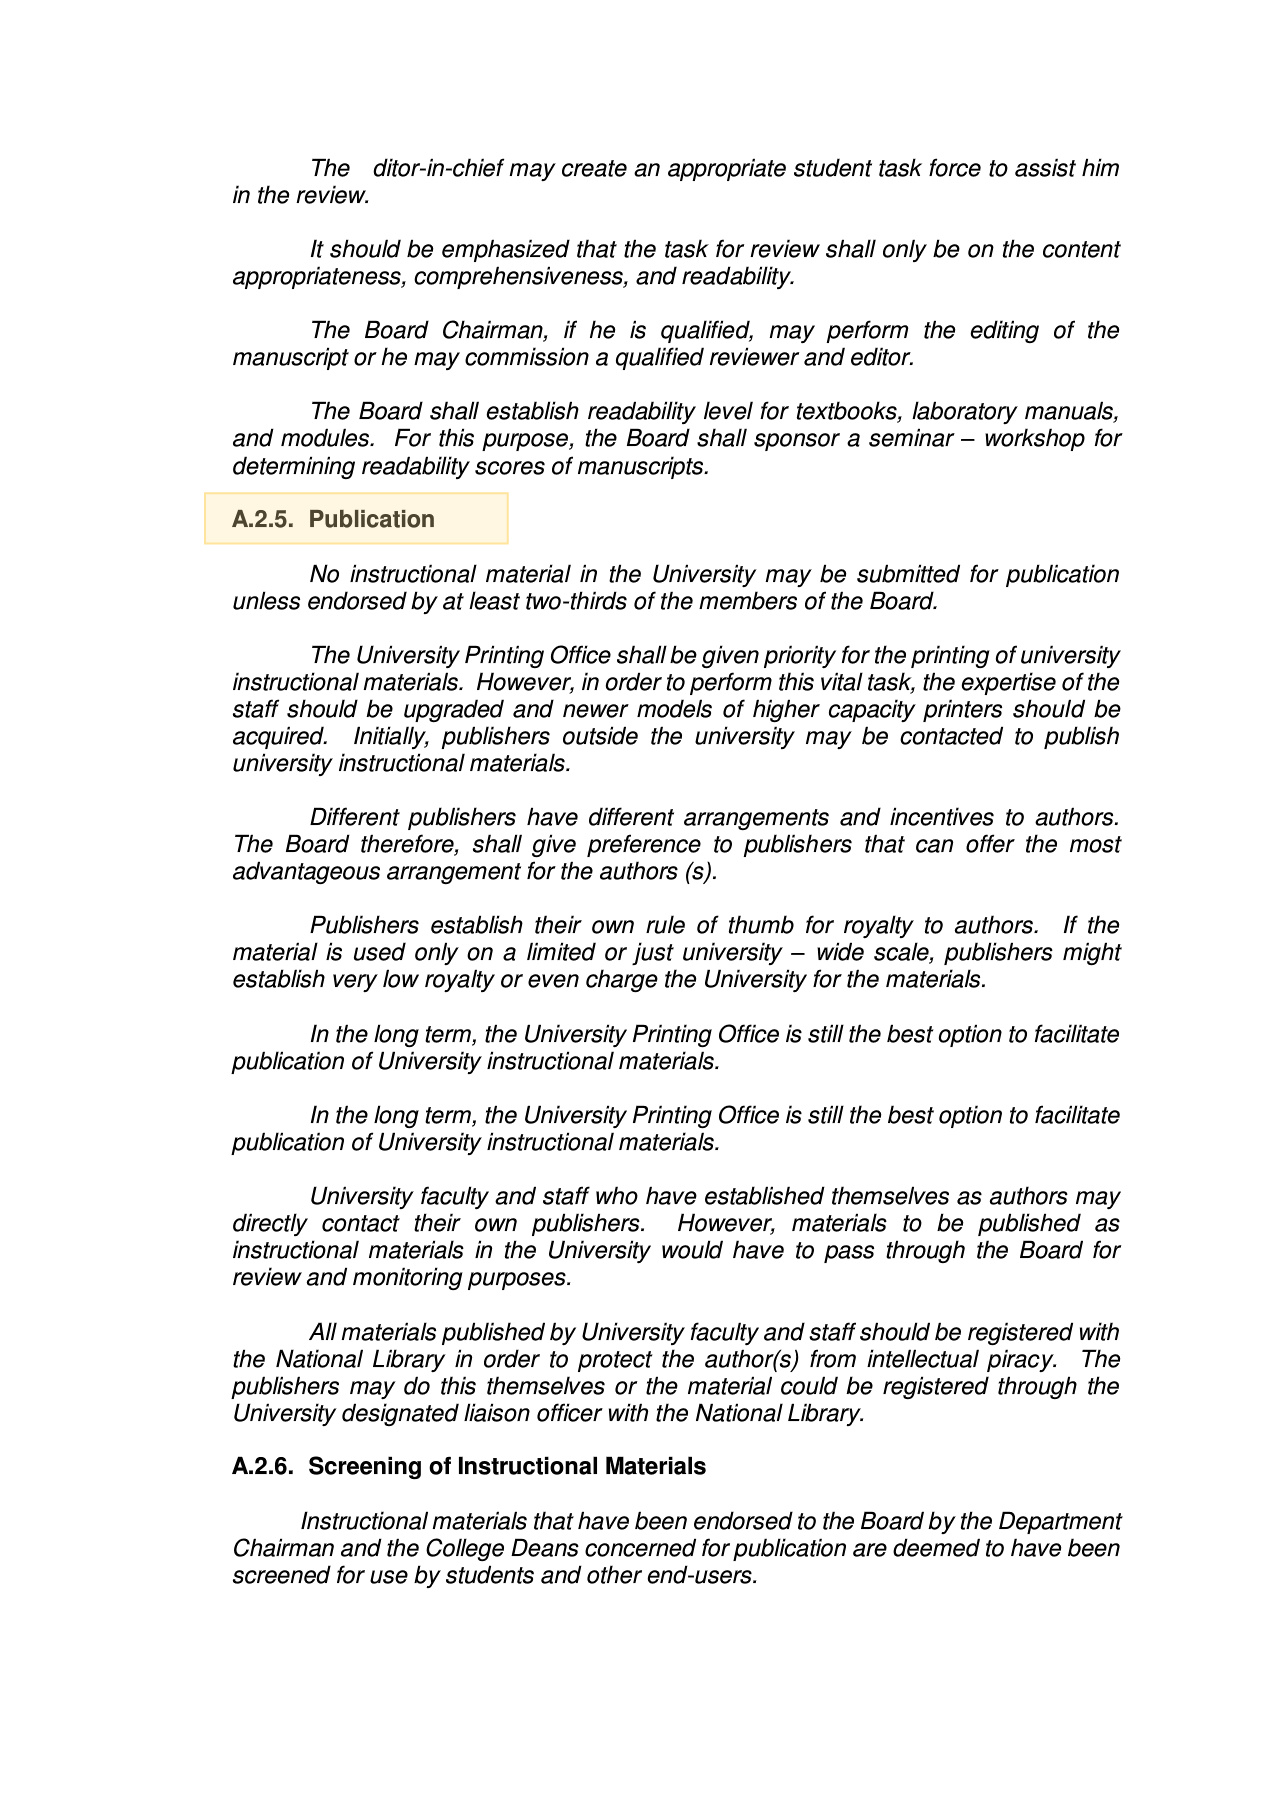 The ditor-in-chief may create an appropriate student task force to assist him
in the review.
It should be emphasized that the task for review shall only be on the content
appropriateness, comprehensiveness, and readability.
The Board Chairman, if he is qualified, may perform the editing of the
manuscript or he may commission a qualified reviewer and editor.
The Board shall establish readability level for textbooks, laboratory manuals,
and modules. For this purpose, the Board shall sponsor a seminar – workshop for
determining readability scores of manuscripts.
A.2.5. Publication
No instructional material in the University may be submitted for publication
unless endorsed by at least two-thirds of the members of the Board.
The University Printing Office shall be given priority for the printing of university
instructional materials. However, in order to perform this vital task, the expertise of the
staff should be upgraded and newer models of higher capacity printers should be
acquired. Initially, publishers outside the university may be contacted to publish
university instructional materials.
Different publishers have different arrangements and incentives to authors.
The Board therefore, shall give preference to publishers that can offer the most
advantageous arrangement for the authors (s).
Publishers establish their own rule of thumb for royalty to authors. If the
material is used only on a limited or just university – wide scale, publishers might
establish very low royalty or even charge the University for the materials.
In the long term, the University Printing Office is still the best option to facilitate
publication of University instructional materials.
In the long term, the University Printing Office is still the best option to facilitate
publication of University instructional materials.
University faculty and staff who have established themselves as authors may
directly contact their own publishers. However, materials to be published as
instructional materials in the University would have to pass through the Board for
review and monitoring purposes.
All materials published by University faculty and staff should be registered with
the National Library in order to protect the author(s) from intellectual piracy. The
publishers may do this themselves or the material could be registered through the
University designated liaison officer with the National Library.
A.2.6. Screening of Instructional Materials
Instructional materials that have been endorsed to the Board by the Department
Chairman and the College Deans concerned for publication are deemed to have been
screened for use by students and other end-users.